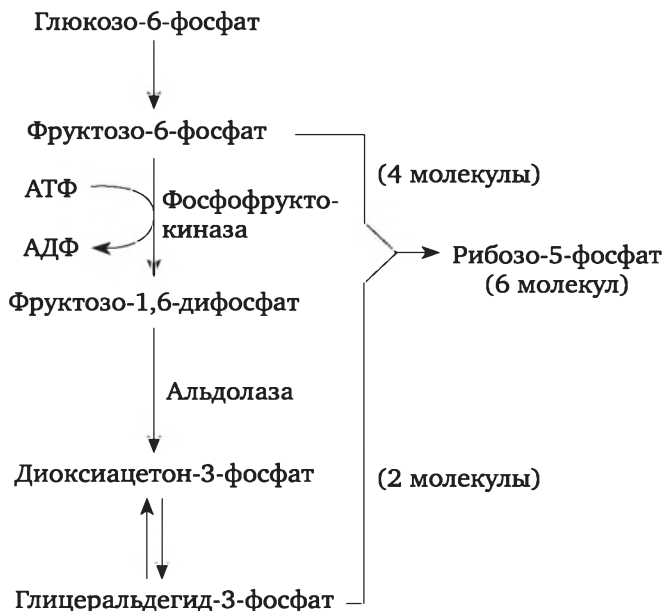 Глюкозо-6-фосфат
Фруктозо-6-фосфат
(4 молекулы)
АТФ
Фосфофрукто-
киназа
АДФ
Рибозо-5-фосфат
(6 молекул)
Фруктозо-1,6-дифосфат
Альдолаза
Диоксиацетон-3-фосфат
(2 молекулы)
Глицеральдегид-3-фосфат